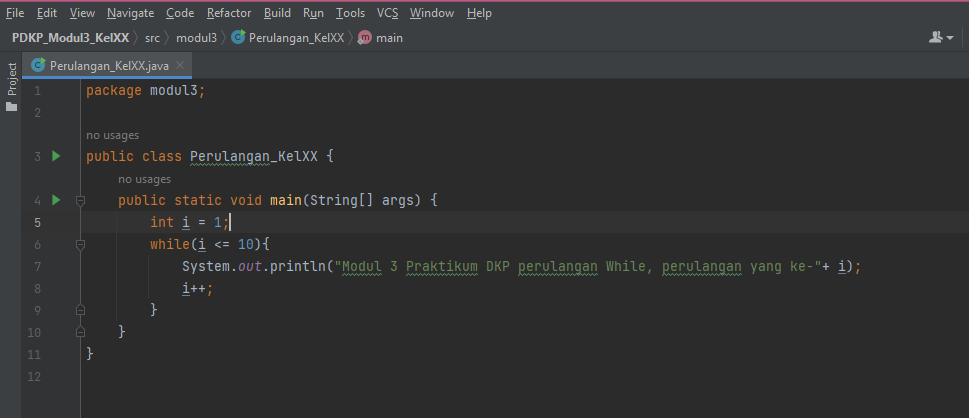 File Edit View Navigate Code Refactor Build Run Tools VCS Window Help
PDKP_Modul3_KelXX src modul3 Perulangan_KelXX main
Project
Perulangan_KelXX.java
1 package modul3;
2
no usages
3 public class Perulangan_KelXX {
no usages
4 public static void main(String[] args) {
5 int i = 1;
6 while(i <= 10){
7 System.out.println("Modul 3 Praktikum DKP perulangan While, perulangan yang ke-"+ i);
8 i++;
9 }
10 }
11 }
12